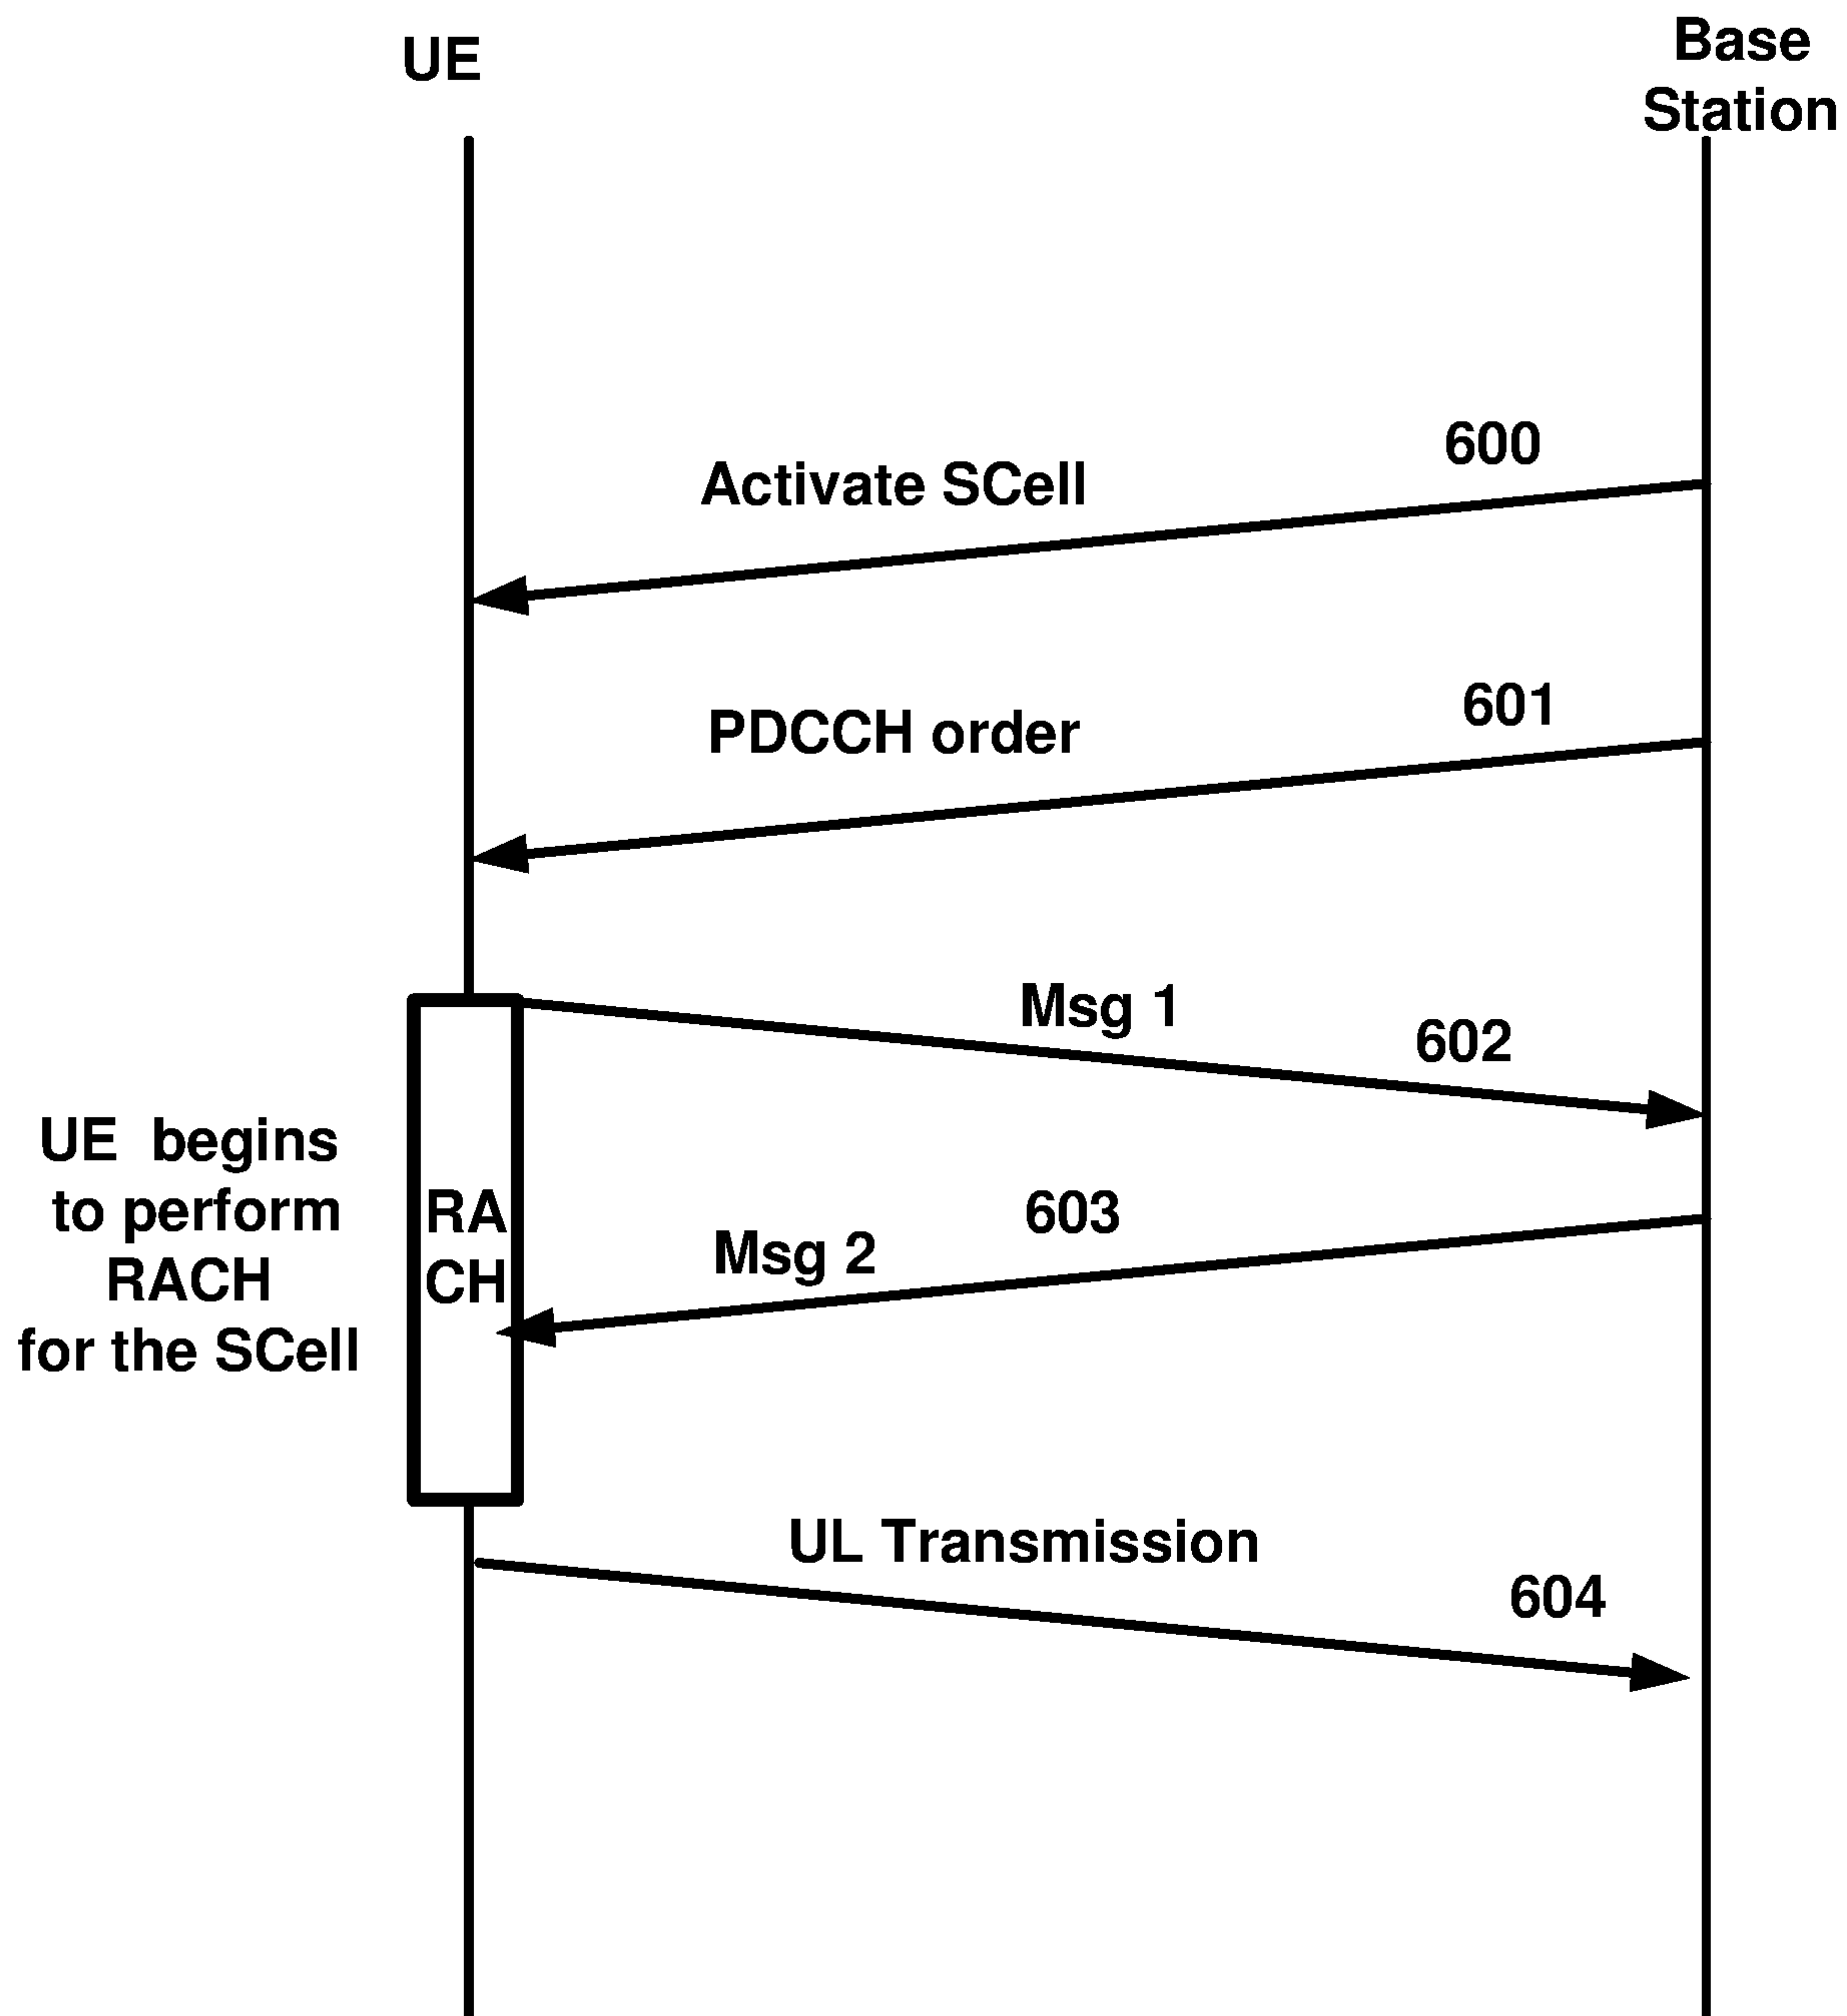 UE
Base
Station
600
Activate SCell
601
PDCCH order
Msg 1
602
UE begins
to perform
RACH
for the SCell
RA
CH
603
Msg 2
UL Transmission
604